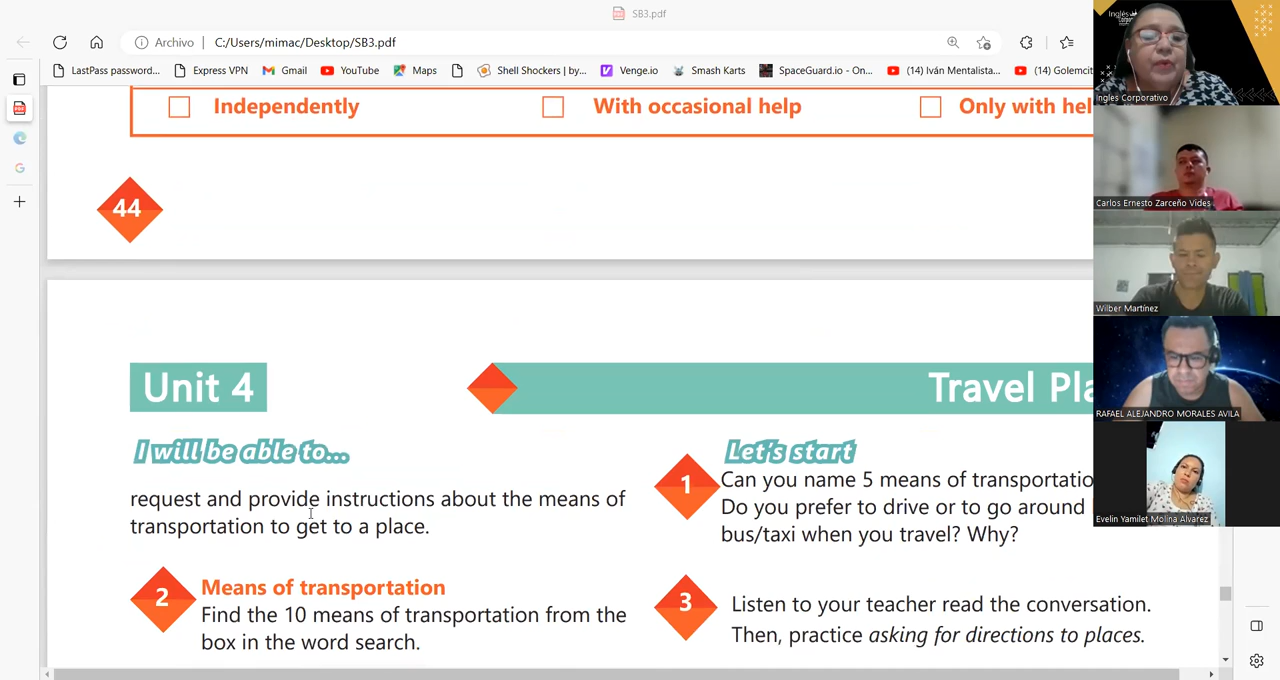 SB3.pdf
Archivo | C:/Users/mimac/Desktop/SB3.pdf
LastPass password... Express VPN Gmail YouTube Maps Shell Shockers | by... Venge.io Smash Karts SpaceGuard.io - On... (14) Iván Mentalista... (14) Golemcit
Independently With occasional help Only with hel
44
Unit 4 Travel Pla
I will be able to...
request and provide instructions about the means of
transportation to get to a place.
Let's start
1 Can you name 5 means of transportatio
Do you prefer to drive or to go around
bus/taxi when you travel? Why?
2 Means of transportation
Find the 10 means of transportation from the
box in the word search.
3 Listen to your teacher read the conversation.
Then, practice asking for directions to places.
Inglés
Ingles Corporativo
Carlos Ernesto Zarceño Vides
Wilber Martínez
RAFAEL ALEJANDRO MORALES AVILA
Evelin Yamilet Molina Alvarez